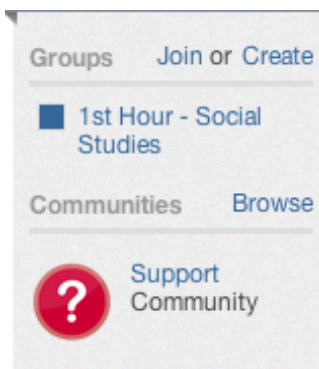 Groups Join or Create
1st Hour - Social
Studies
Communities Browse
?
Support
Community